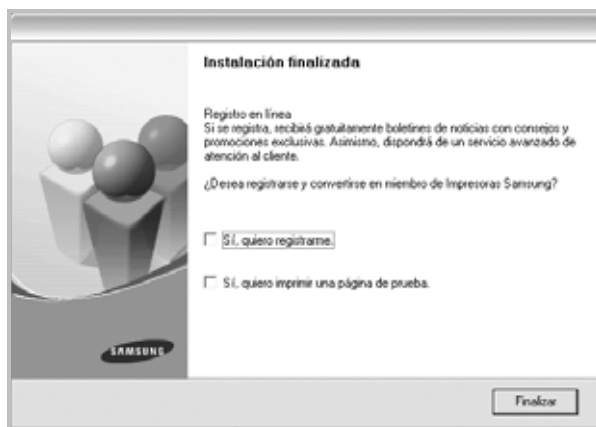 Instalación finalizada
Registro en línea
Si se registra, recibirá gratuitamente boletines de noticias con consejos y
promociones exclusivas. Asimismo, dispondrá de un servicio avanzado de
atención al cliente.
¿Desea registrarse y convertirse en miembro de Impresoras Samsung?
Sí, quiero registrarme.
Sí, quiero imprimir una página de prueba.
SAMSUNG
Finalizar